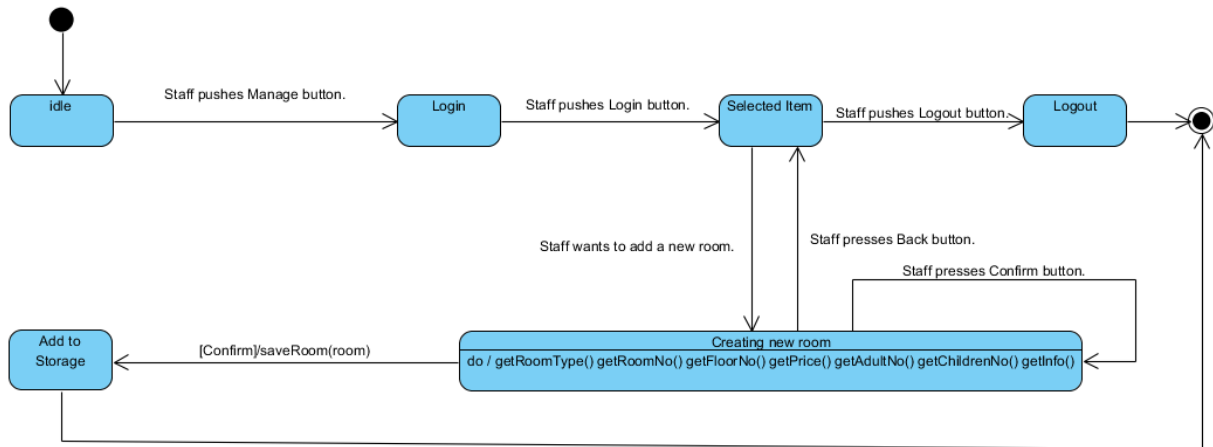 Staff pushes Manage button.
Staff pushes Login button.
Staff pushes Logout button.
idle
Login
Selected Item
Logout
Staff wants to add a new room.
Staff presses Back button.
Staff presses Confirm button.
Add to
Storage
[Confirm]/saveRoom(room)
Creating new room
do / getRoomType() getRoomNo() getFloorNo() getPrice() getAdultNo() getChildrenNo() getInfo()